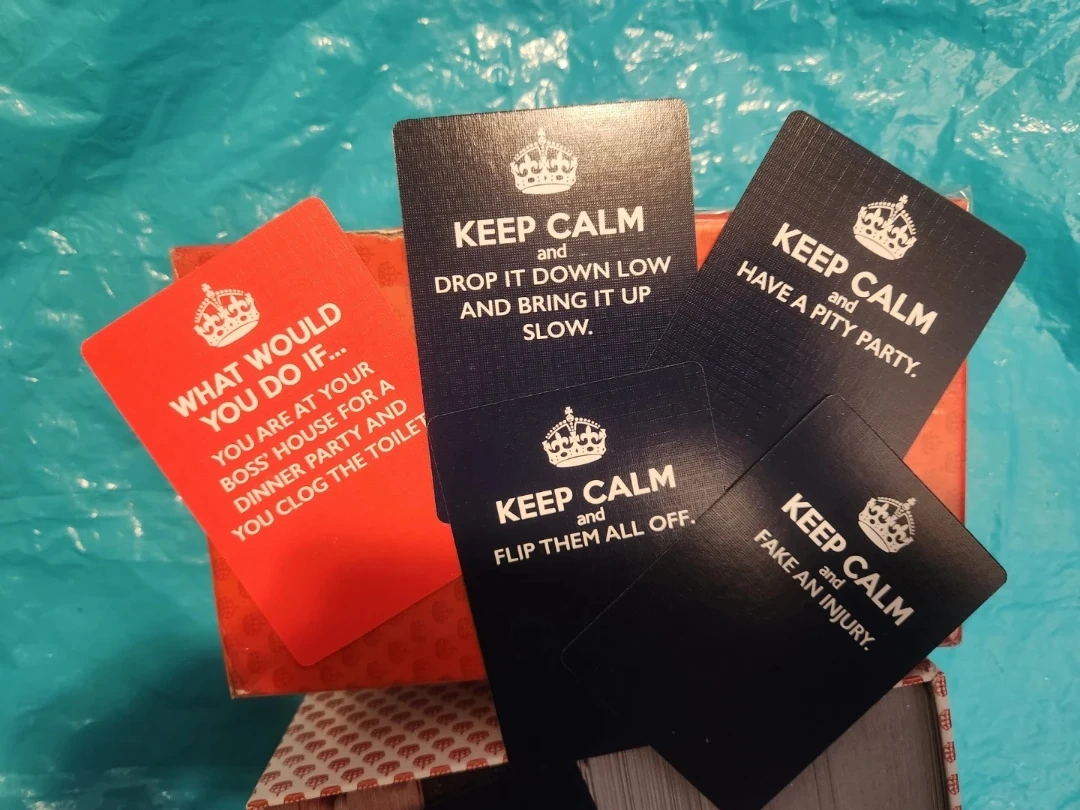 WHAT WOULD
YOU DO IF...
YOU ARE AT YOUR
BOSS' HOUSE FOR A
DINNER PARTY AND
YOU CLOG THE TOILET
KEEP CALM
and
DROP IT DOWN LOW
AND BRING IT UP
SLOW.
KEEP CALM
and
HAVE A PITY PARTY.
KEEP CALM
and
FLIP THEM ALL OFF.
KEEP CALM
and
FAKE AN INJURY.